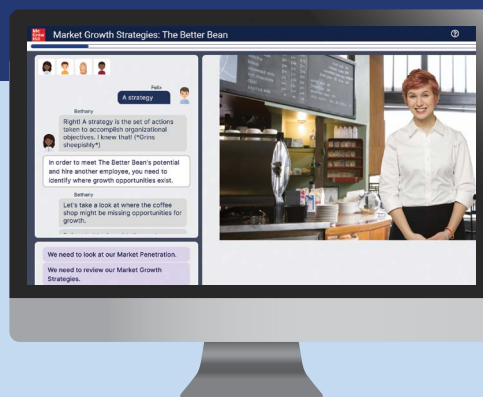 Mc
Graw
Hill
Market Growth Strategies: The Better Bean
Felix
A strategy
Bethany
Right! A strategy is the set of actions
taken to accomplish organizational
objectives. I knew that! (*Grins
sheepishly*)
In order to meet The Better Bean's potential
and hire another employee, you need to
identify where growth opportunities exist.
Bethany
Let's take a look at where the coffee
shop might be missing opportunities for
growth.
We need to look at our Market Penetration.
We need to review our Market Growth
Strategies.